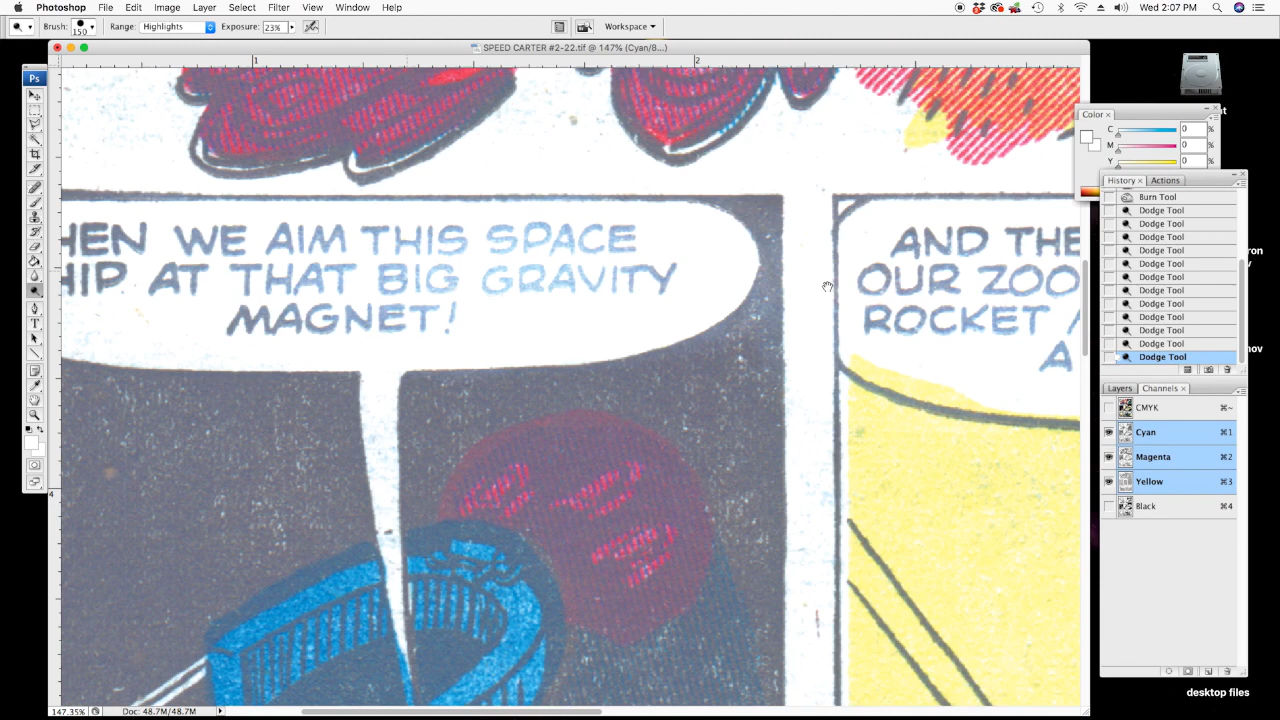 Photoshop File Edit Image Layer Select Filter View Window Help Wed 2:07 PM
Brush: 150 Range: Highlights Exposure: 23% Workspace
SPEED CARTER #2-22.tif @ 147% (Cyan/8...)
1 2
Ps
HEN WE AIM THIS SPACE
HIP AT THAT BIG GRAVITY
MAGNET!
AND THE
OUR ZOO
ROCKET
A
4
Color ×
C 0 %
M 0 %
Y 0 %
History × Actions
Burn Tool
Dodge Tool
Dodge Tool
Dodge Tool
Dodge Tool
Dodge Tool
Dodge Tool
Dodge Tool
Dodge Tool
Dodge Tool
Dodge Tool
Dodge Tool
Dodge Tool
Layers Channels ×
CMYK ⌘~
Cyan ⌘1
Magenta ⌘2
Yellow ⌘3
Black ⌘4
147.35% Doc: 48.7M/48.7M
desktop files